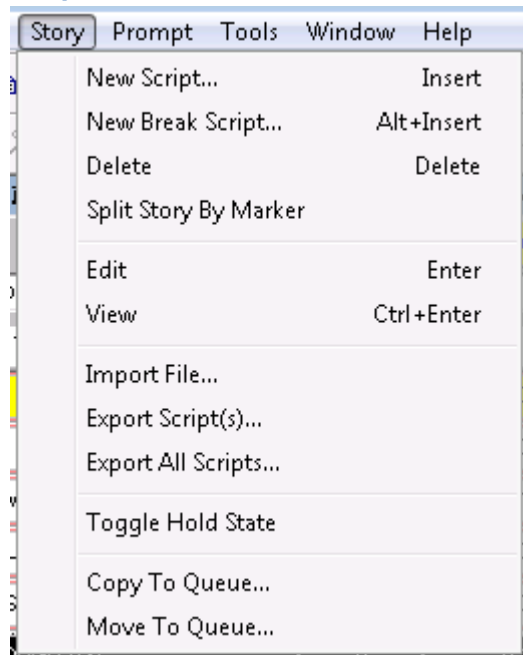 Story Prompt Tools Window Help
New Script... Insert
New Break Script... Alt+Insert
Delete Delete
Split Story By Marker
Edit Enter
View Ctrl+Enter
Import File...
Export Script(s)...
Export All Scripts...
Toggle Hold State
Copy To Queue...
Move To Queue...